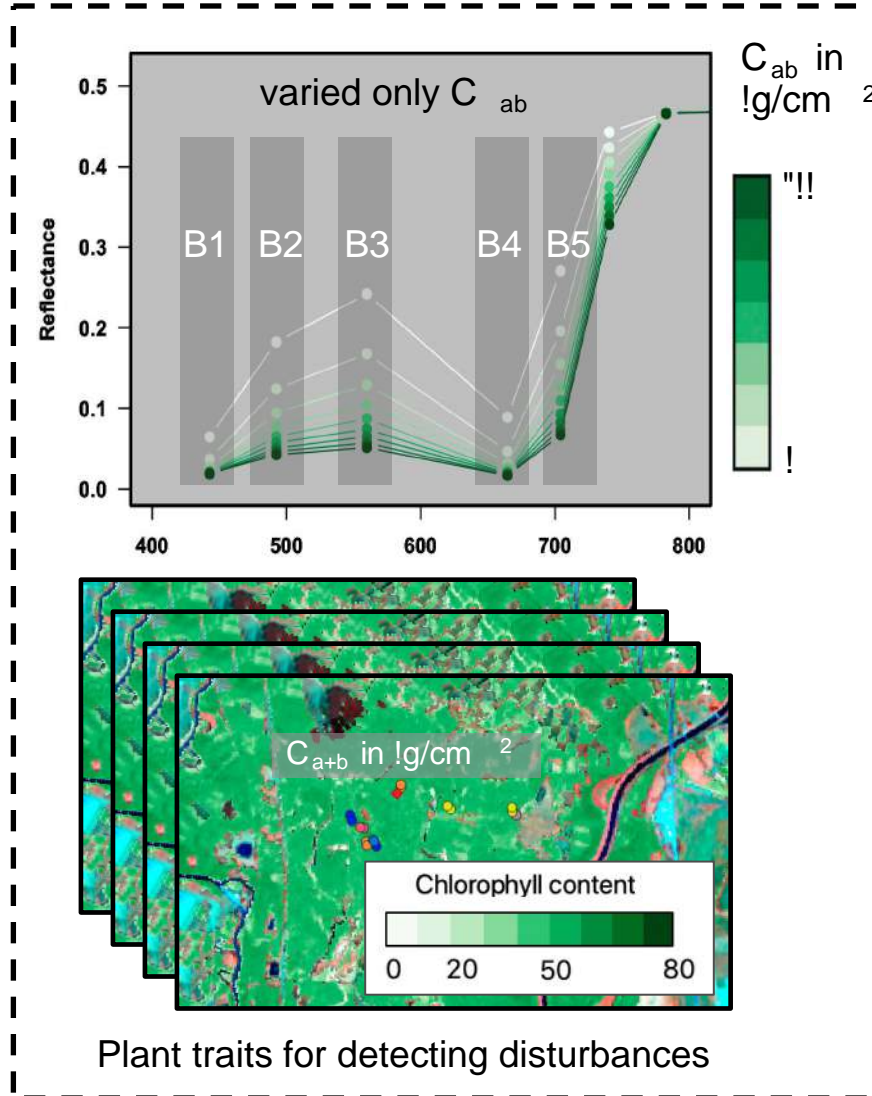 varied only C ab
C ab in
!g/cm 2
"!!
!
Reflectance
0.5
0.4
0.3
0.2
0.1
0.0
B1 B2 B3 B4 B5
400 500 600 700 800
C a+b in !g/cm 2
Chlorophyll content
0 20 50 80
Plant traits for detecting disturbances